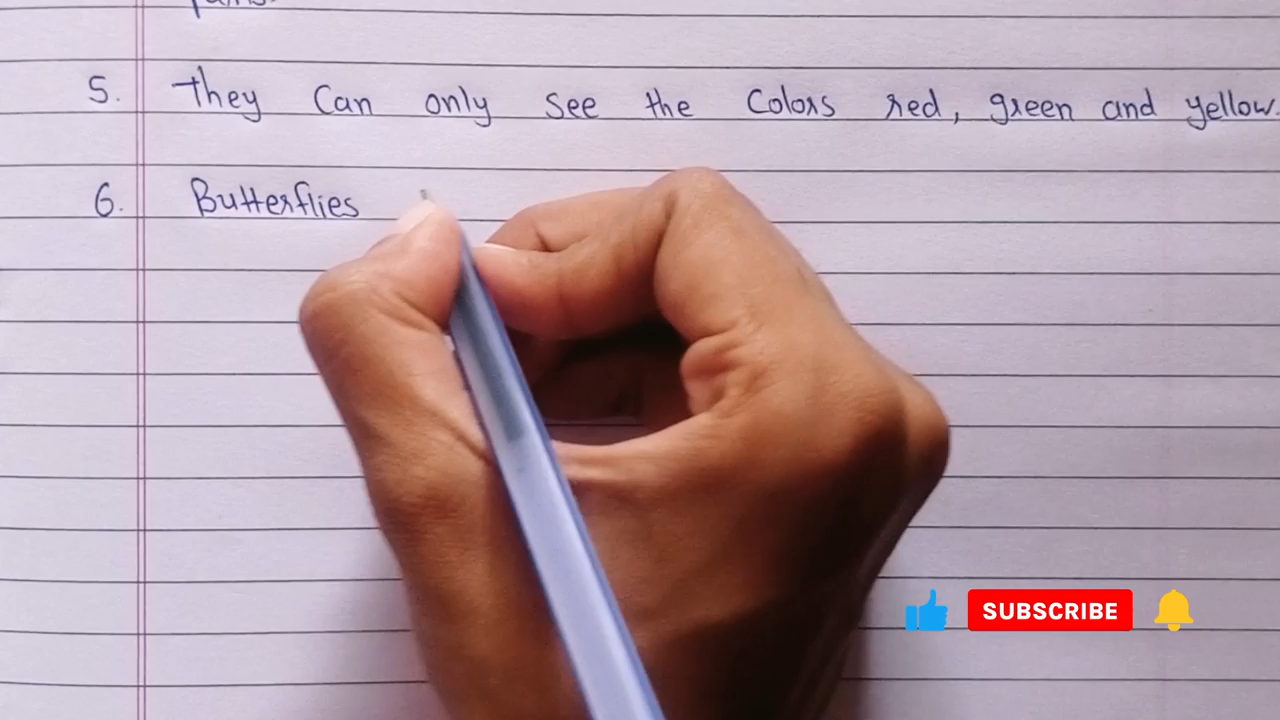 5. They Can only see the Colors red, green and yellow.
6. Butterflies
SUBSCRIBE